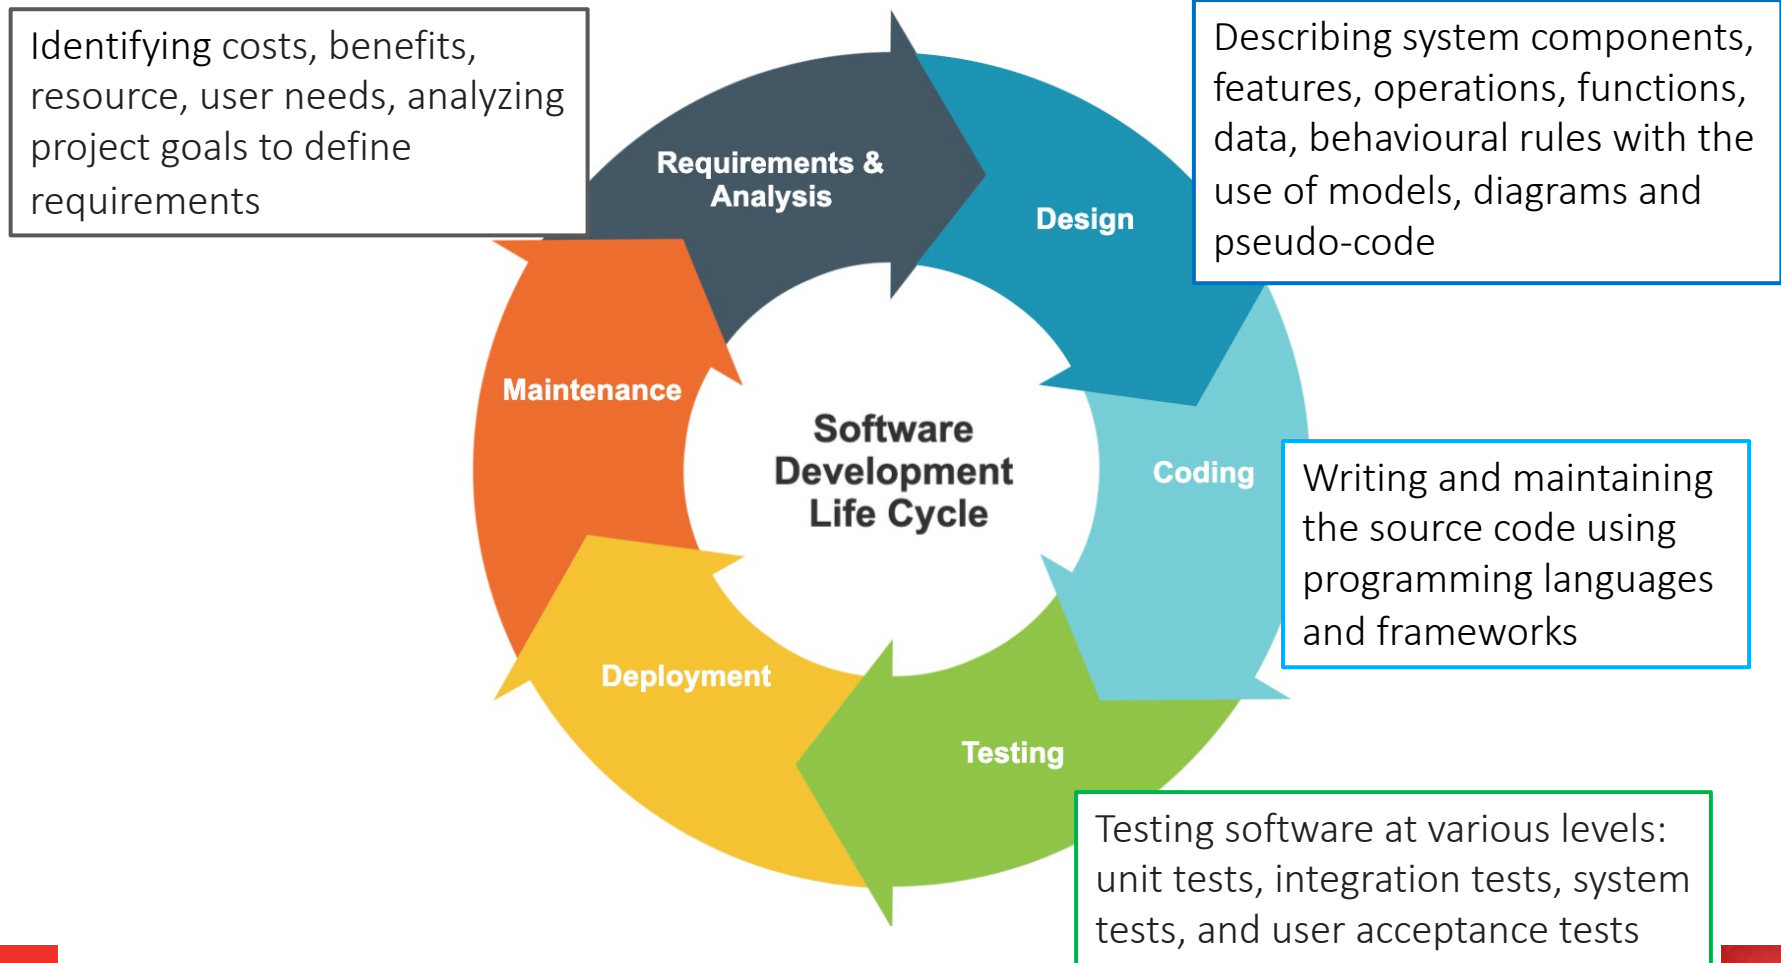 Identifying costs, benefits,
resource, user needs, analyzing
project goals to define
requirements
Describing system components,
features, operations, functions,
data, behavioural rules with the
use of models, diagrams and
pseudo-code
Requirements &
Analysis
Design
Maintenance
Software
Development
Life Cycle
Coding
Writing and maintaining
the source code using
programming languages
and frameworks
Deployment
Testing
Testing software at various levels:
unit tests, integration tests, system
tests, and user acceptance tests